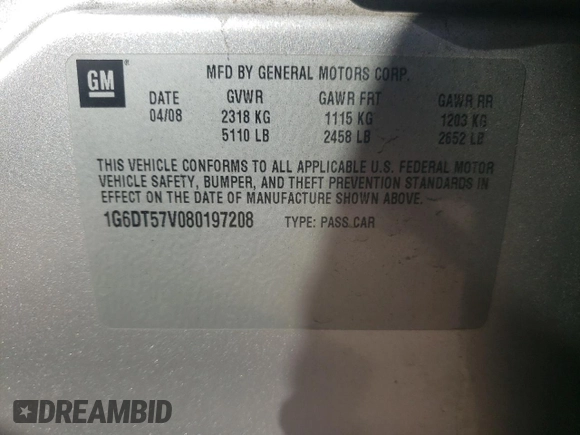 GM
®
MFD BY GENERAL MOTORS CORP.
DATE GVWR GAWR FRT GAWR RR
04/08 2318 KG 1115 KG 1203 KG
5110 LB 2458 LB 2652 LB
THIS VEHICLE CONFORMS TO ALL APPLICABLE U.S. FEDERAL MOTOR
VEHICLE SAFETY, BUMPER, AND THEFT PREVENTION STANDARDS IN
EFFECT ON THE DATE OF MANUFACTURE SHOWN ABOVE.
1G6DT57V080197208 TYPE: PASS.CAR
DREAMBID